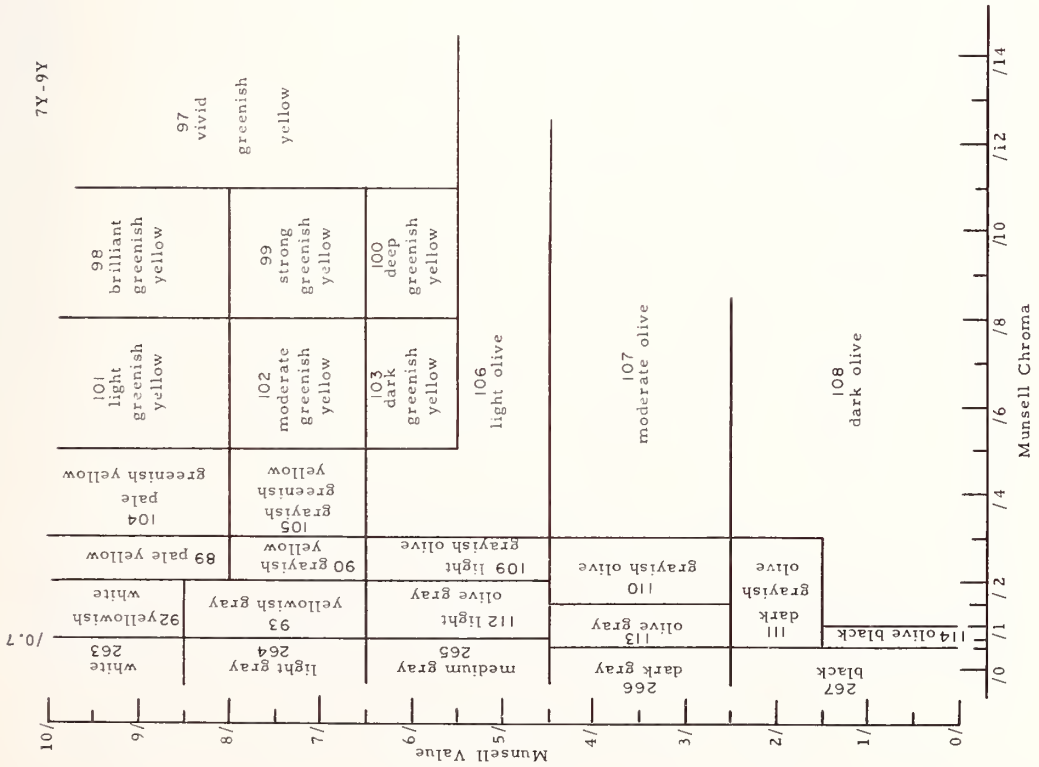 7Y-9Y
97
vivid
greenish
yellow
98
brilliant
greenish
yellow
99
strong
greenish
yellow
100
deep
greenish
yellow
101
light
greenish
yellow
102
moderate
greenish
yellow
103
dark
greenish
yellow
106
light olive
107
moderate olive
108
dark olive
104
pale
greenish yellow
105
grayish
greenish
yellow
89 pale yellow
90 grayish
yellow
109 light
grayish olive
110
grayish olive
111
dark
grayish
olive
92 yellowish
white
93
yellowish gray
112 light
olive gray
113
olive gray
114 olive black
/0.7
263
white
264
light gray
265
medium gray
266
dark gray
267
black
10/
9/
8/
7/
6/
5/
4/
3/
2/
1/
0/
Munsell Value
/0
/1
/2
/4
/6
/8
/10
/12
/14
Munsell Chroma